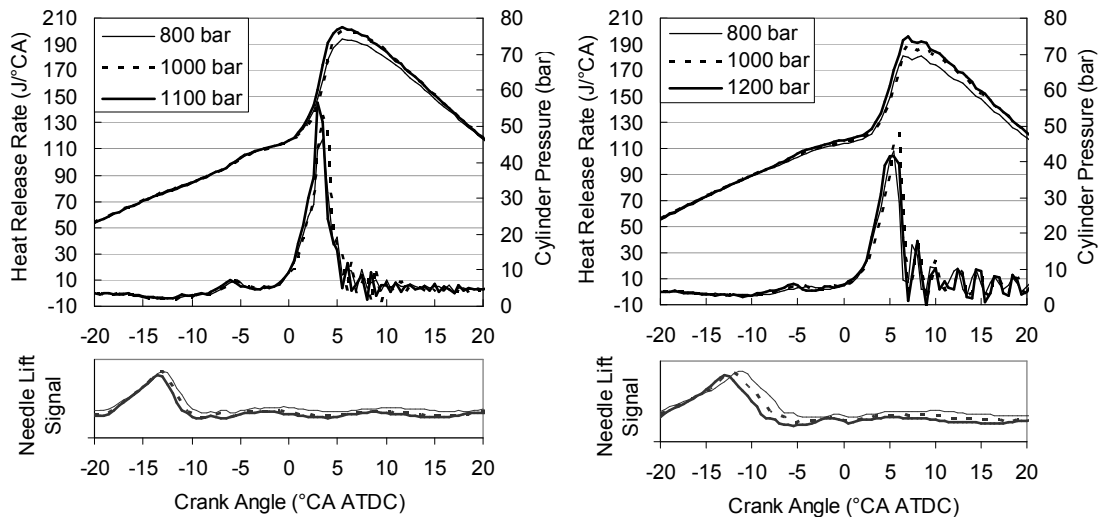 Heat Release Rate (J/°CA)
210
190
170
150
130
110
90
70
50
30
10
-10
800 bar
1000 bar
1100 bar
80
70
60
50
40
30
20
10
0
Cylinder Pressure (bar)
-20 -15 -10 -5 0 5 10 15 20
Needle Lift
Signal
-20 -15 -10 -5 0 5 10 15 20
Crank Angle (°CA ATDC)
Heat Release Rate (J/°CA)
210
190
170
150
130
110
90
70
50
30
10
-10
800 bar
1000 bar
1200 bar
80
70
60
50
40
30
20
10
0
Cylinder Pressure (bar)
-20 -15 -10 -5 0 5 10 15 20
Needle Lift
Signal
-20 -15 -10 -5 0 5 10 15 20
Crank Angle (°CA ATDC)